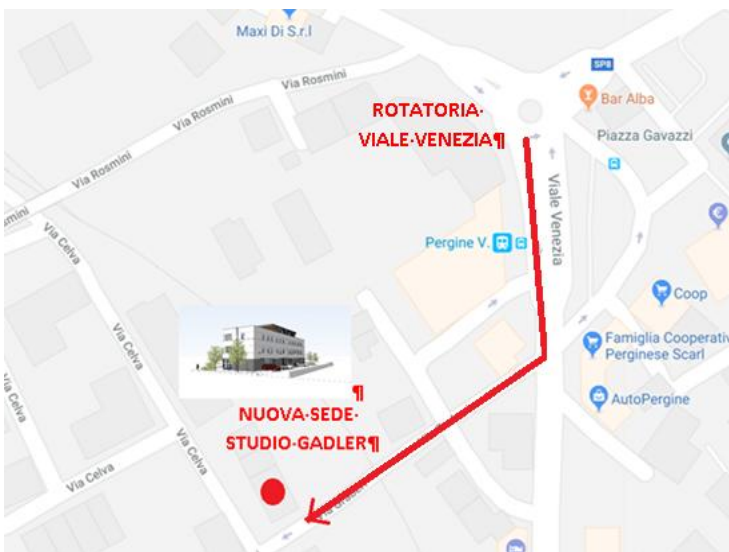 Maxi Di S.r.l
Via Rosmini
SP8
Bar Alba
ROTATORIA·
VIALE·VENEZIA¶
Via Rosmini
Piazza Gavazzi
Via Rosmini
Viale Venezia
Via Celva
Pergine V.
Coop
Via Celva
Famiglia Cooperativ
Perginese Scarl
¶
NUOVA·SEDE·
STUDIO·GADLER¶
AutoPergine
Via Celva
Via Celva
Via Celva